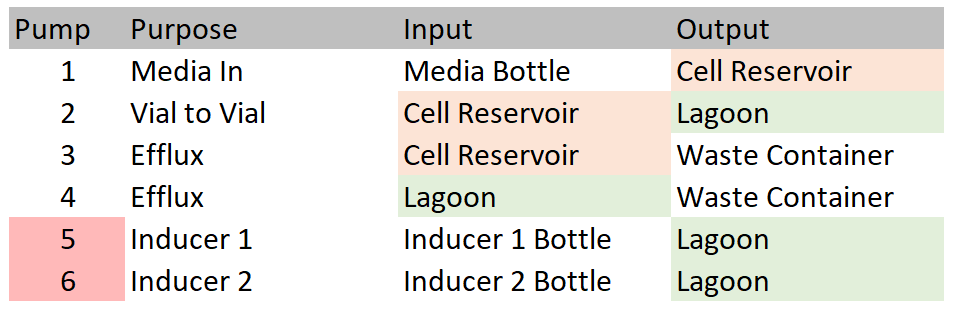 Pump Purpose Input Output
1 Media In Media Bottle Cell Reservoir
2 Vial to Vial Cell Reservoir Lagoon
3 Efflux Cell Reservoir Waste Container
4 Efflux Lagoon Waste Container
5 Inducer 1 Inducer 1 Bottle Lagoon
6 Inducer 2 Inducer 2 Bottle Lagoon